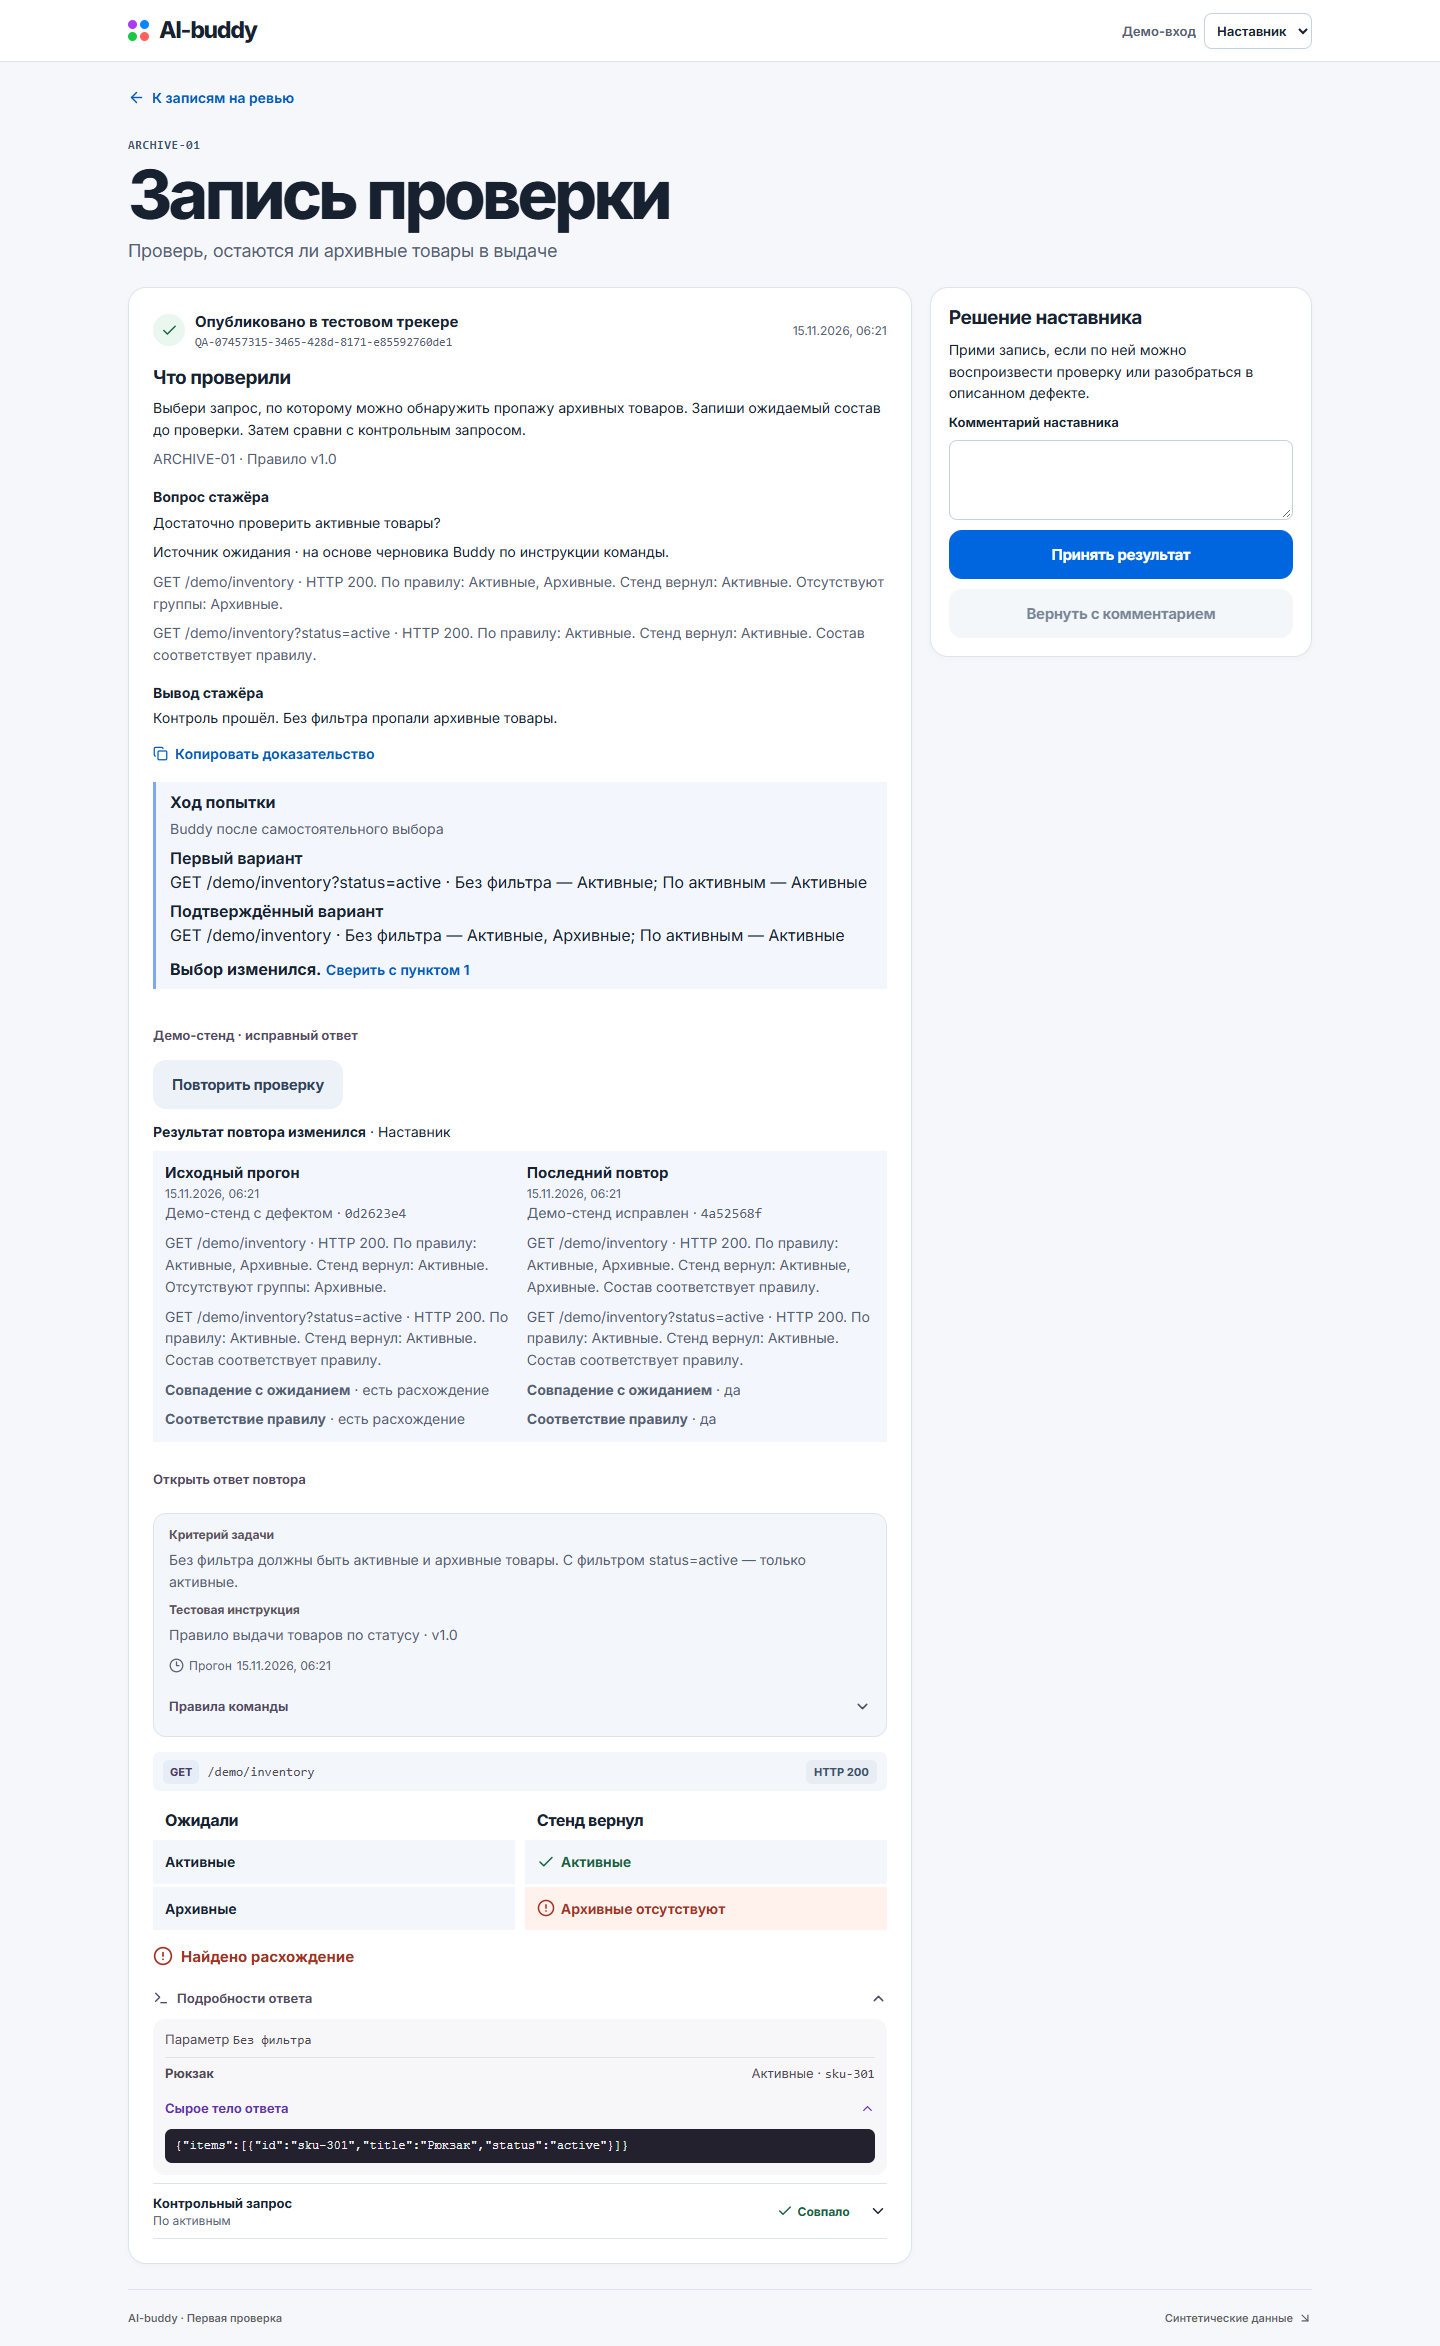 AI-buddy
Демо-вход
Наставник
К записям на ревью
ARCHIVE-01
Запись проверки
Проверь, остаются ли архивные товары в выдаче
Опубликовано в тестовом трекере
QA-07457315-3465-428d-8171-e85592760de1
15.11.2026, 06:21
Что проверили
Выбери запрос, по которому можно обнаружить пропажу архивных товаров. Запиши ожидаемый состав
до проверки. Затем сравни с контрольным запросом.
ARCHIVE-01 · Правило v1.0
Вопрос стажёра
Достаточно проверить активные товары?
Источник ожидания · на основе черновика Buddy по инструкции команды.
GET /demo/inventory · HTTP 200. По правилу: Активные, Архивные. Стенд вернул: Активные. Отсутствуют
группы: Архивные.
GET /demo/inventory?status=active · HTTP 200. По правилу: Активные. Стенд вернул: Активные. Состав
соответствует правилу.
Вывод стажёра
Контроль прошёл. Без фильтра пропали архивные товары.
Копировать доказательство
Ход попытки
Buddy после самостоятельного выбора
Первый вариант
GET /demo/inventory?status=active · Без фильтра — Активные; По активным — Активные
Подтверждённый вариант
GET /demo/inventory · Без фильтра — Активные, Архивные; По активным — Активные
Выбор изменился. Сверить с пунктом 1
Демо-стенд · исправный ответ
Повторить проверку
Результат повтора изменился · Наставник
Исходный прогон
15.11.2026, 06:21
Демо-стенд с дефектом · 0d2623e4
GET /demo/inventory · HTTP 200. По правилу:
Активные, Архивные. Стенд вернул: Активные.
Отсутствуют группы: Архивные.
GET /demo/inventory?status=active · HTTP 200. По
правилу: Активные. Стенд вернул: Активные.
Состав соответствует правилу.
Совпадение с ожиданием · есть расхождение
Соответствие правилу · есть расхождение
Последний повтор
15.11.2026, 06:21
Демо-стенд исправлен · 4a52568f
GET /demo/inventory · HTTP 200. По правилу:
Активные, Архивные. Стенд вернул: Активные,
Архивные. Состав соответствует правилу.
GET /demo/inventory?status=active · HTTP 200. По
правилу: Активные. Стенд вернул: Активные.
Состав соответствует правилу.
Совпадение с ожиданием · да
Соответствие правилу · да
Открыть ответ повтора
Критерий задачи
Без фильтра должны быть активные и архивные товары. С фильтром status=active — только
активные.
Тестовая инструкция
Правило выдачи товаров по статусу · v1.0
Прогон 15.11.2026, 06:21
Правила команды
GET /demo/inventory
HTTP 200
Ожидали
Стенд вернул
Активные
Активные
Архивные
Архивные отсутствуют
Найдено расхождение
Подробности ответа
Параметр Без фильтра
Рюкзак
Активные · sku-301
Сырое тело ответа
{"items":[{"id":"sku-301","title":"Рюкзак","status":"active"}]}
Контрольный запрос
По активным
Совпало
Решение наставника
Прими запись, если по ней можно
воспроизвести проверку или разобраться в
описанном дефекте.
Комментарий наставника
Принять результат
Вернуть с комментарием
AI-buddy · Первая проверка
Синтетические данные